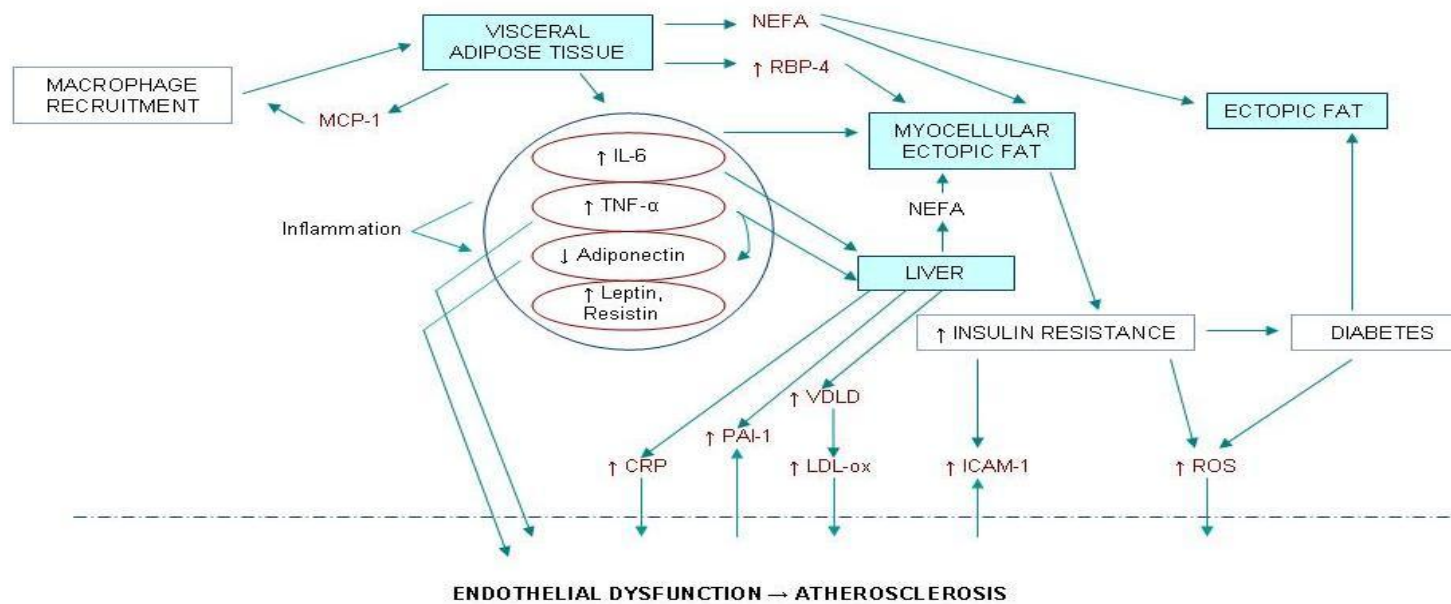 NEFA
VISCERAL
ADIPOSE TISSUE
↑ RBP-4
MACROPHAGE
RECRUITMENT
MCP-1
ECTOPIC FAT
MYOCELLULAR
ECTOPIC FAT
↑ IL-6
NEFA
↑ TNF-α
Inflammation
↓ Adiponectin
LIVER
↑ Leptin,
Resistin
↑ INSULIN RESISTANCE
DIABETES
↑ VDLD
↑ PAI-1
↑ CRP
↑ LDL-ox
↑ ICAM-1
↑ ROS
ENDOTHELIAL DYSFUNCTION → ATHEROSCLEROSIS